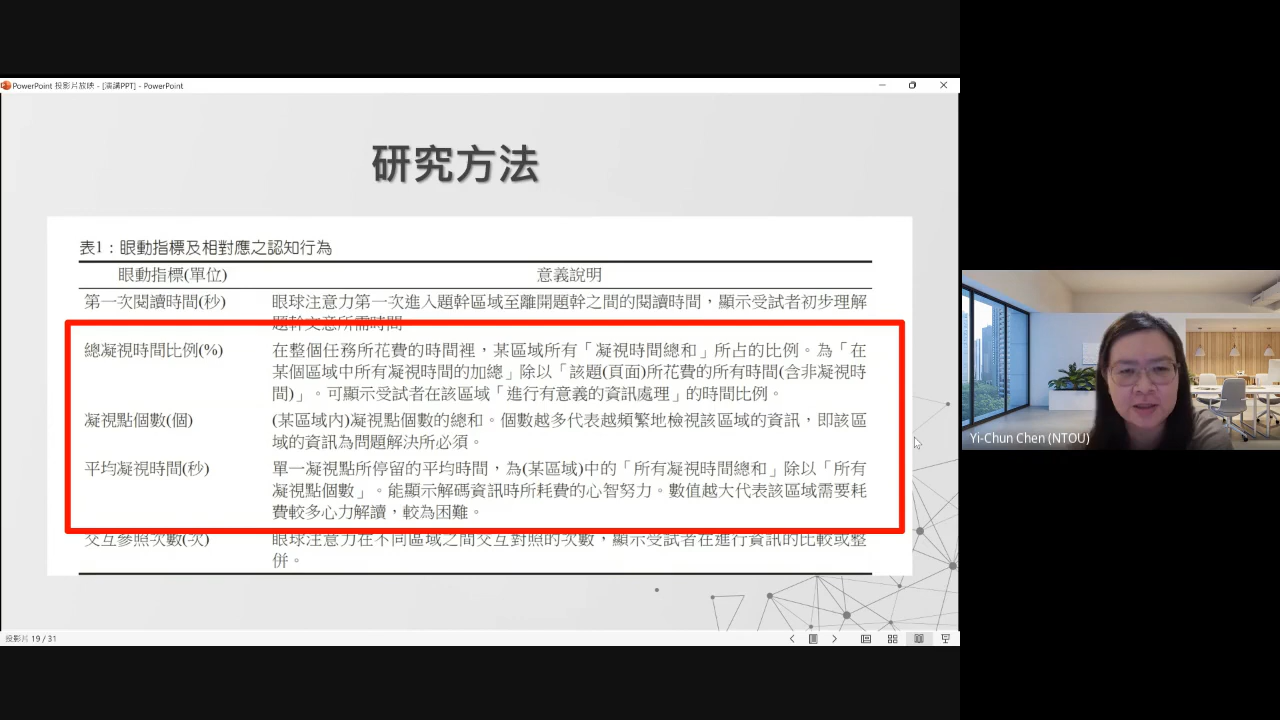 PowerPoint 投影片放映 - [演講PPT] - PowerPoint
研究方法
表1：眼動指標及相對應之認知行為
眼動指標(單位) 意義說明
第一次閱讀時間(秒) 眼球注意力第一次進入題幹區域至離開題幹之間的閱讀時間，顯示受試者初步理解
題幹文意所需時間
總凝視時間比例(%) 在整個任務所花費的時間裡，某區域所有「凝視時間總和」所占的比例。為「在
某個區域中所有凝視時間的加總」除以「該題(頁面)所花費的所有時間(含非凝視時
間)」。可顯示受試者在該區域「進行有意義的資訊處理」的時間比例。
凝視點個數(個) (某區域內)凝視點個數的總和。個數越多代表越頻繁地檢視該區域的資訊，即該區
域的資訊為問題解決所必須。
平均凝視時間(秒) 單一凝視點所停留的平均時間，為(某區域)中的「所有凝視時間總和」除以「所有
凝視點個數」。能顯示解碼資訊時所耗費的心智努力。數值越大代表該區域需要耗
費較多心力解讀，較為困難。
交互參照次數(次) 眼球注意力在不同區域之間交互對照的次數，顯示受試者在進行資訊的比較或整
併。
Yi-Chun Chen (NTOU)
投影片 19 / 31